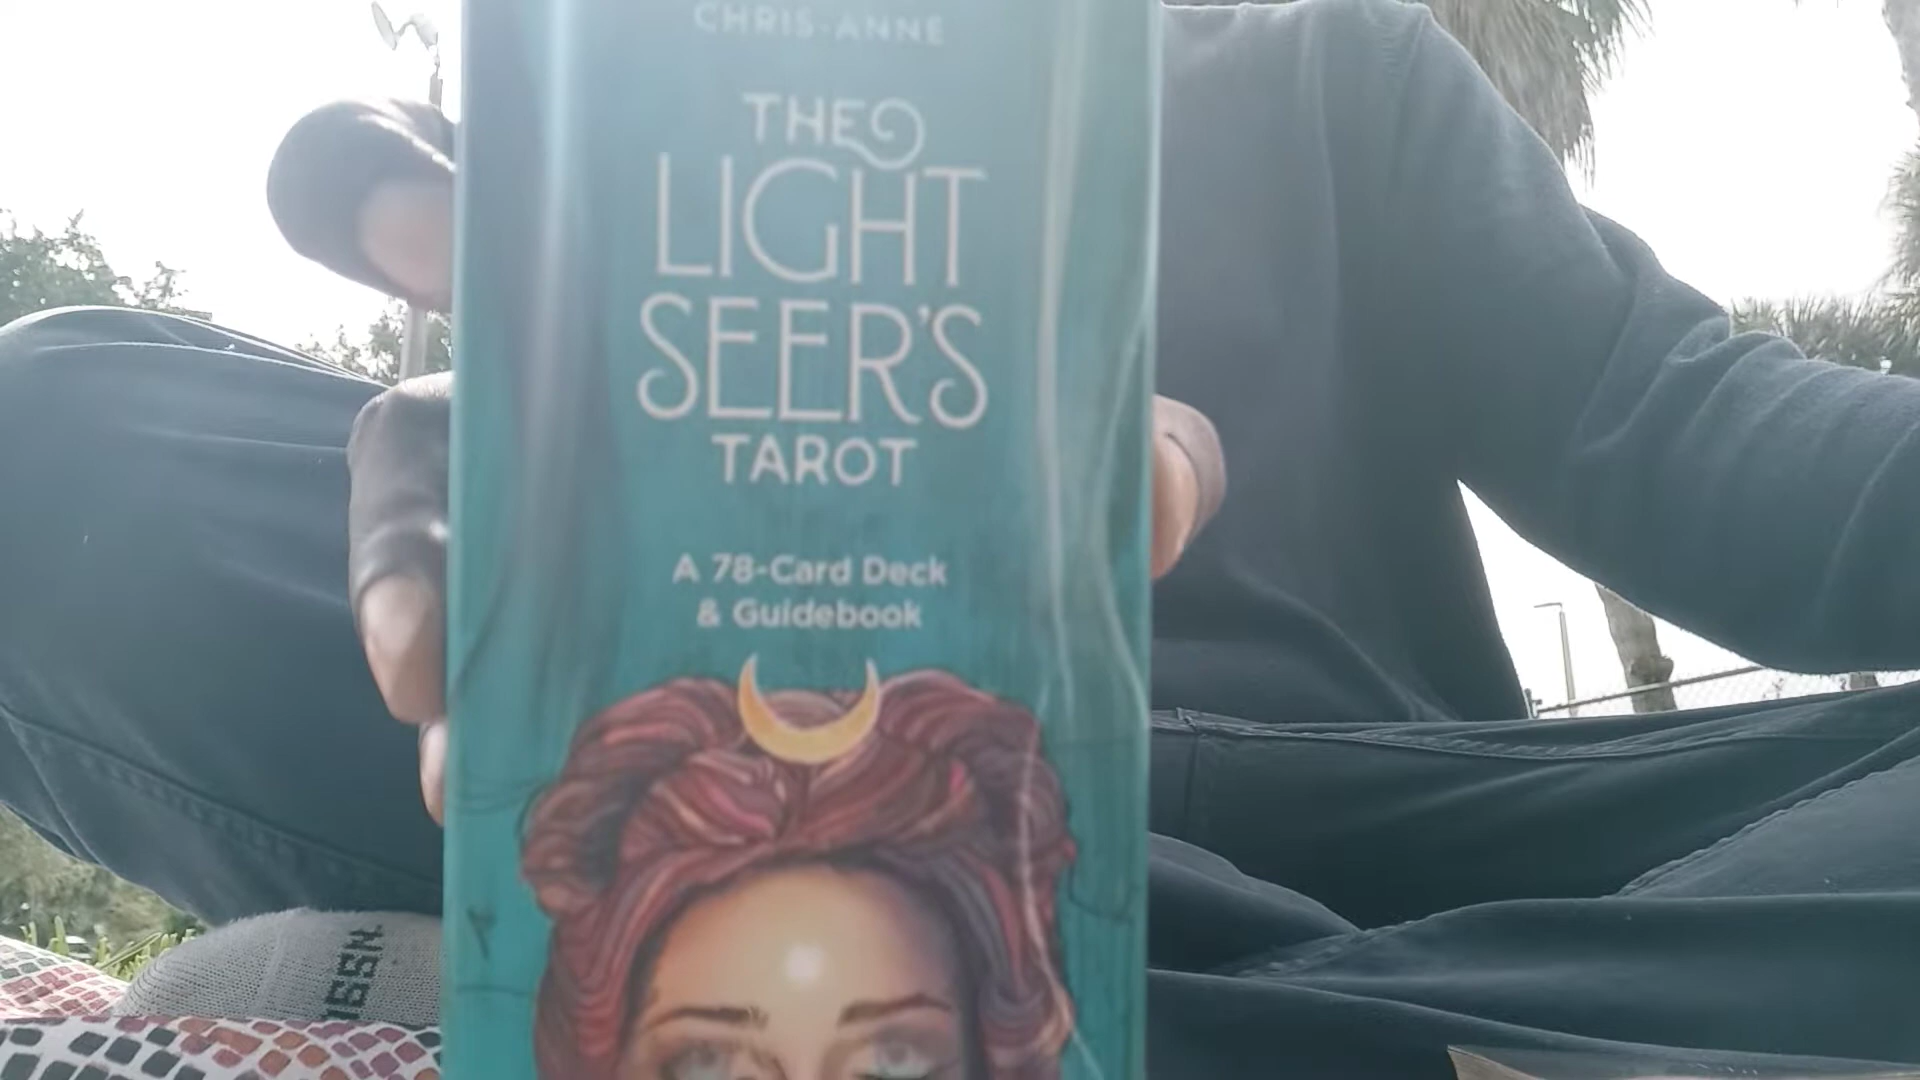 CHRIS-ANNE
THE
LIGHT
SEER'S
TAROT
A 78-Card Deck
& Guidebook